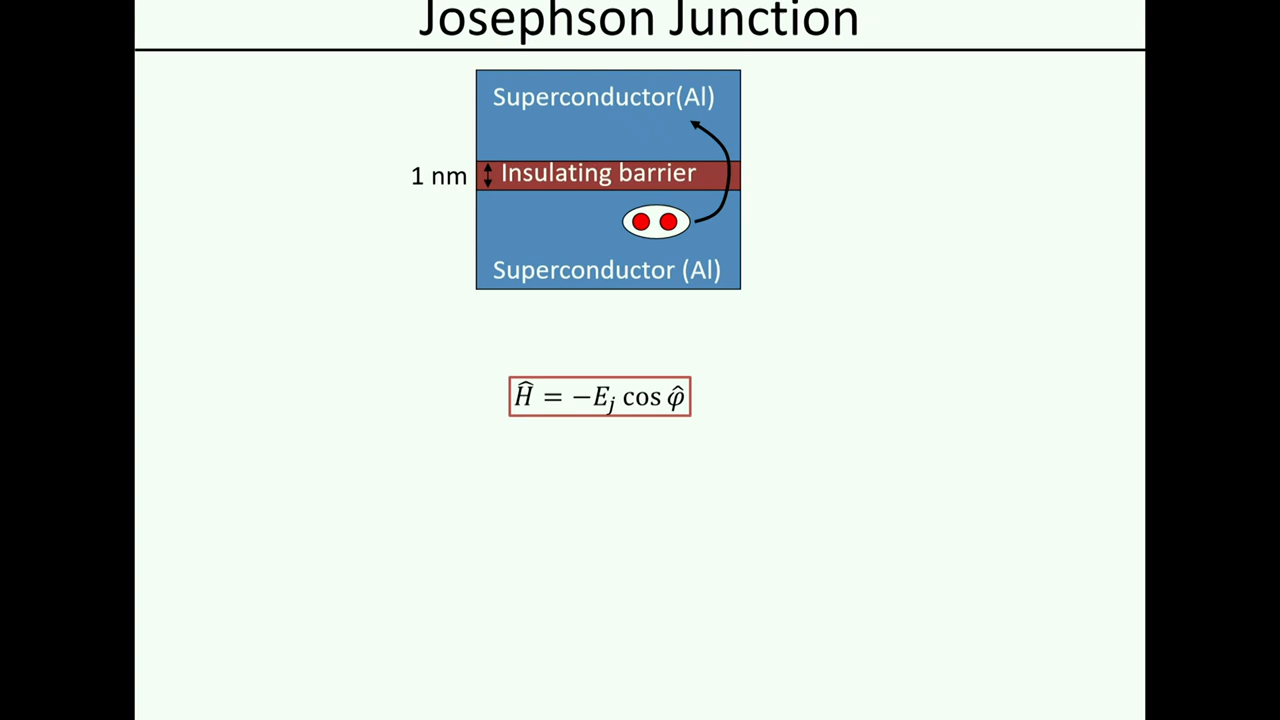 Josephson Junction
Superconductor(Al)
1 nm
Insulating barrier
Superconductor (Al)
Ĥ = −E_j cos φ̂